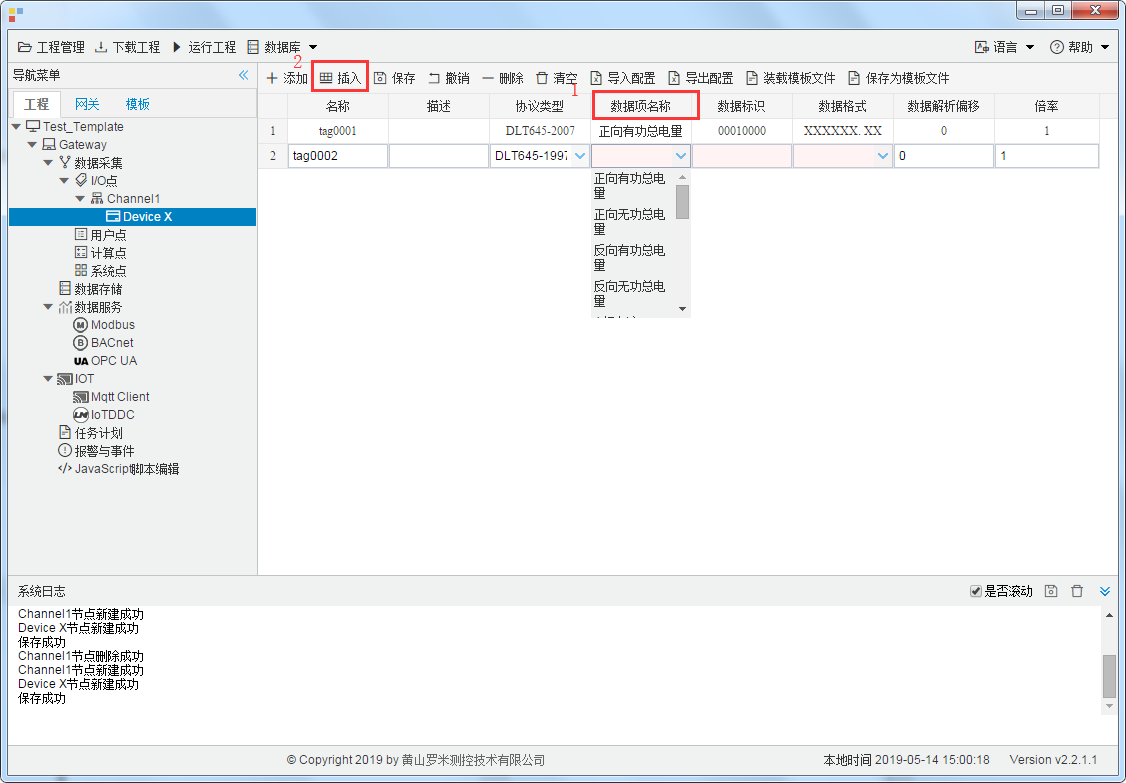 工程管理 下载工程 运行工程 数据库 语言 帮助
导航菜单
2
添加 插入 保存 撤销 删除 清空 导入配置 导出配置 装载模板文件 保存为模板文件
1
工程 网关 模板
名称 描述 协议类型 数据项名称 数据标识 数据格式 数据解析偏移 倍率
1 tag0001 DLT645-2007 正向有功总电量 00010000 XXXXXX.XX 0 1
2 tag0002 DLT645-1997 0 1
正向有功总电
量
正向无功总电
量
反向有功总电
量
反向无功总电
量
Test_Template
Gateway
数据采集
I/O点
Channel1
Device X
用户点
计算点
系统点
数据存储
数据服务
M Modbus
B BACnet
UA OPC UA
IOT
Mqtt Client
IoTDDC
任务计划
报警与事件
JavaScript脚本编辑
系统日志 是否滚动
Channel1节点新建成功
Device X节点新建成功
保存成功
Channel1节点删除成功
Channel1节点新建成功
Device X节点新建成功
保存成功
© Copyright 2019 by 黄山罗米测控技术有限公司 本地时间 2019-05-14 15:00:18 Version v2.2.1.1